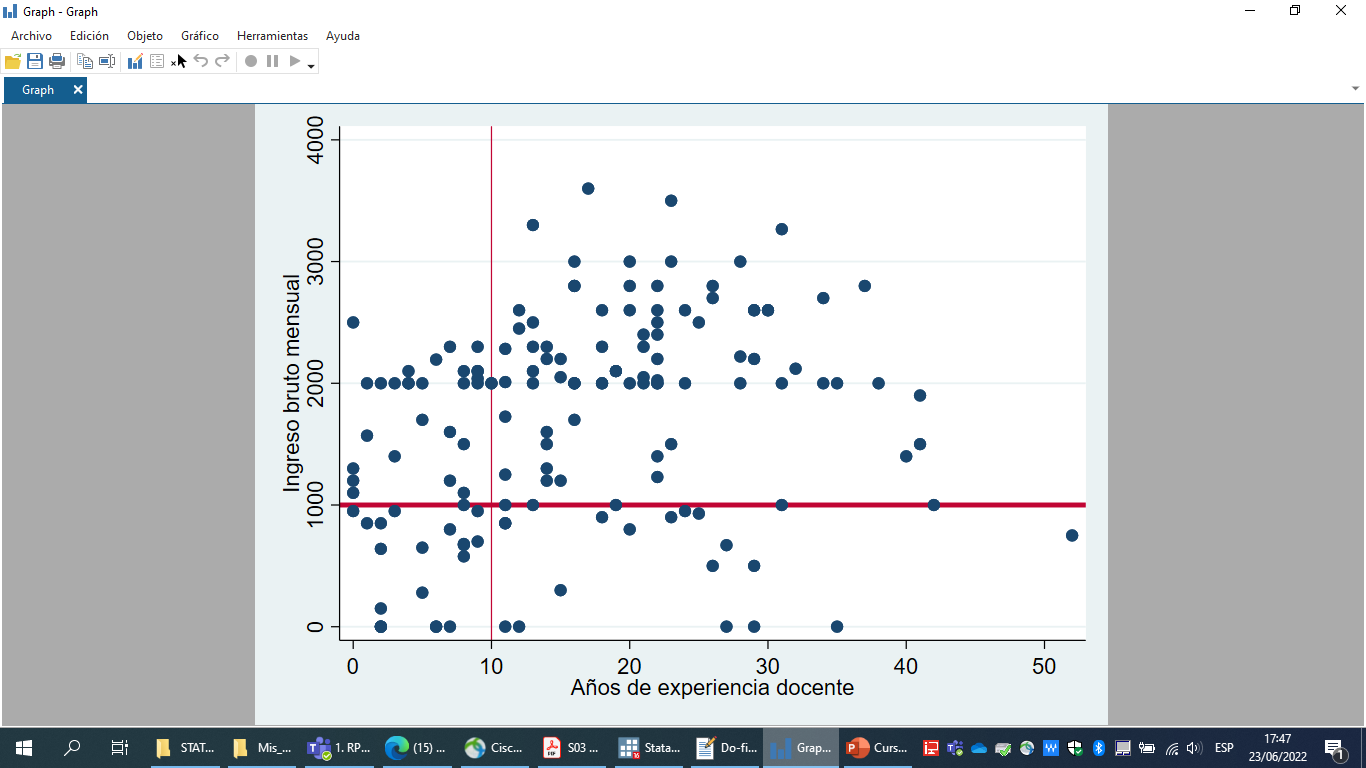 Graph - Graph
Archivo Edición Objeto Gráfico Herramientas Ayuda
Graph
Ingreso bruto mensual
4000
3000
2000
1000
0
0 10 20 30 40 50
Años de experiencia docente
STAT... Mis_... 1. RP... (15) ... Cisc... S03 ... Stata... Do-fi... Grap... Curs... ESP 17:47
23/06/2022
1